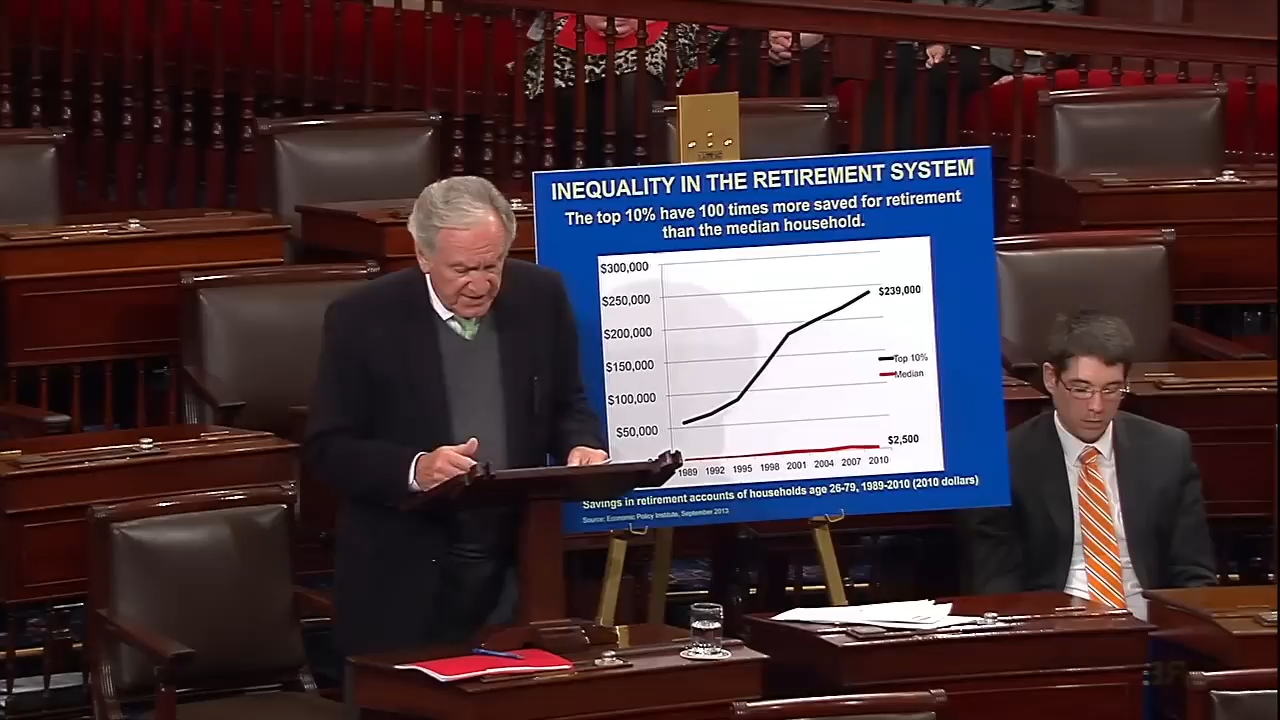 INEQUALITY IN THE RETIREMENT SYSTEM
The top 10% have 100 times more saved for retirement
than the median household.
$300,000
$250,000
$200,000
$150,000
$100,000
$50,000
$239,000
Top 10%
Median
$2,500
1989 1992 1995 1998 2001 2004 2007 2010
Savings in retirement accounts of households age 26-79, 1989-2010 (2010 dollars)
Source: Economic Policy Institute, September 2013